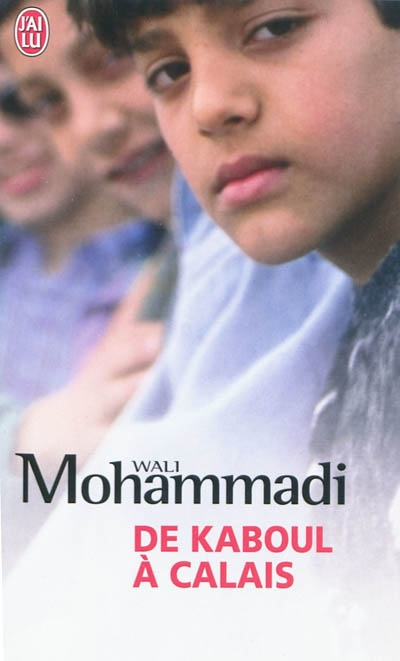 J'AI
LU
WALI
Mohammadi
DE KABOUL
À CALAIS